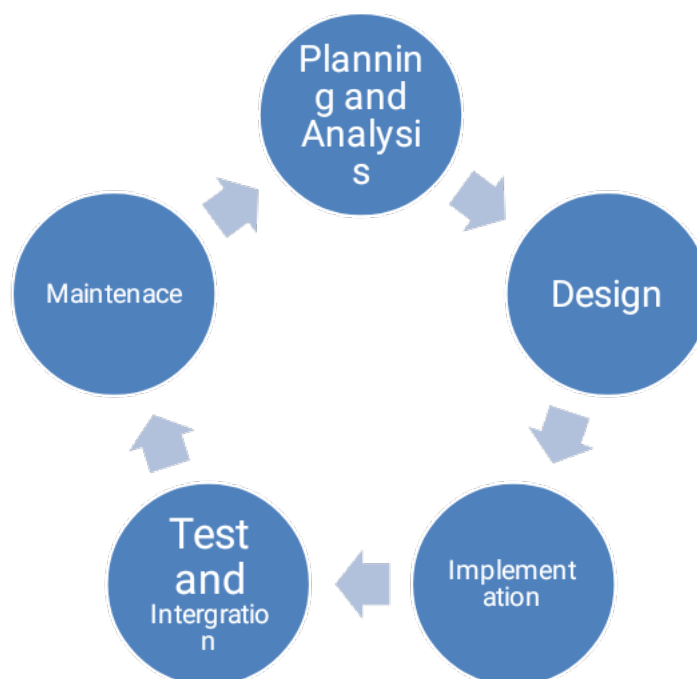 Plannin
g and
Analysi
s
Design
Implement
ation
Test
and
Intergratio
n
Maintenace